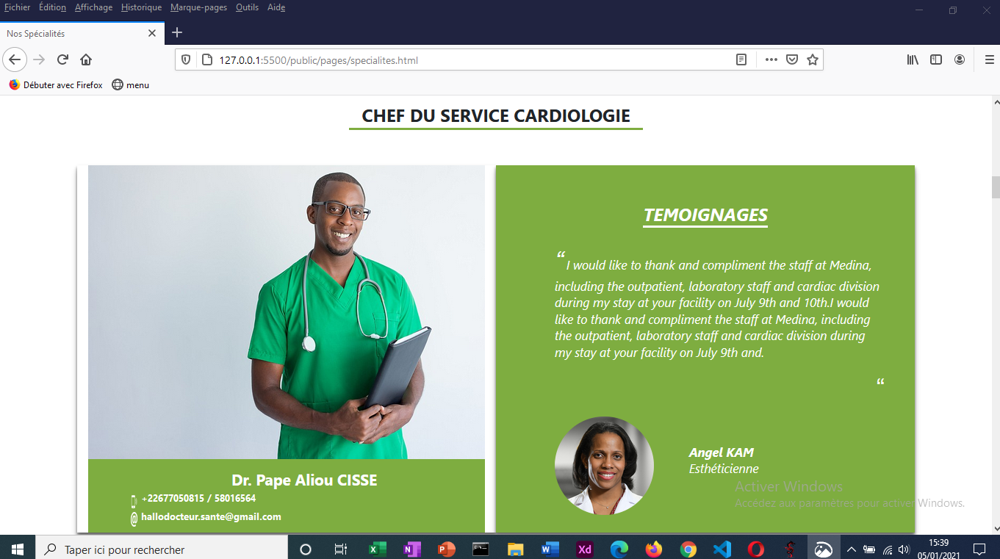 Fichier Édition Affichage Historique Marque-pages Outils Aide
Nos Spécialités
127.0.0.1:5500/public/pages/specialites.html
Débuter avec Firefox menu
CHEF DU SERVICE CARDIOLOGIE
TEMOIGNAGES
“ I would like to thank and compliment the staff at Medina,
including the outpatient, laboratory staff and cardiac division
during my stay at your facility on July 9th and 10th.I would
like to thank and compliment the staff at Medina, including
the outpatient, laboratory staff and cardiac division during
my stay at your facility on July 9th and.
“
Dr. Pape Aliou CISSE
+22677050815 / 58016564
@ hallodocteur.sante@gmail.com
Angel KAM
Esthéticienne
Activer Windows
Accédez aux paramètres pour activer Windows.
Taper ici pour rechercher
Xd
15:39
05/01/2021